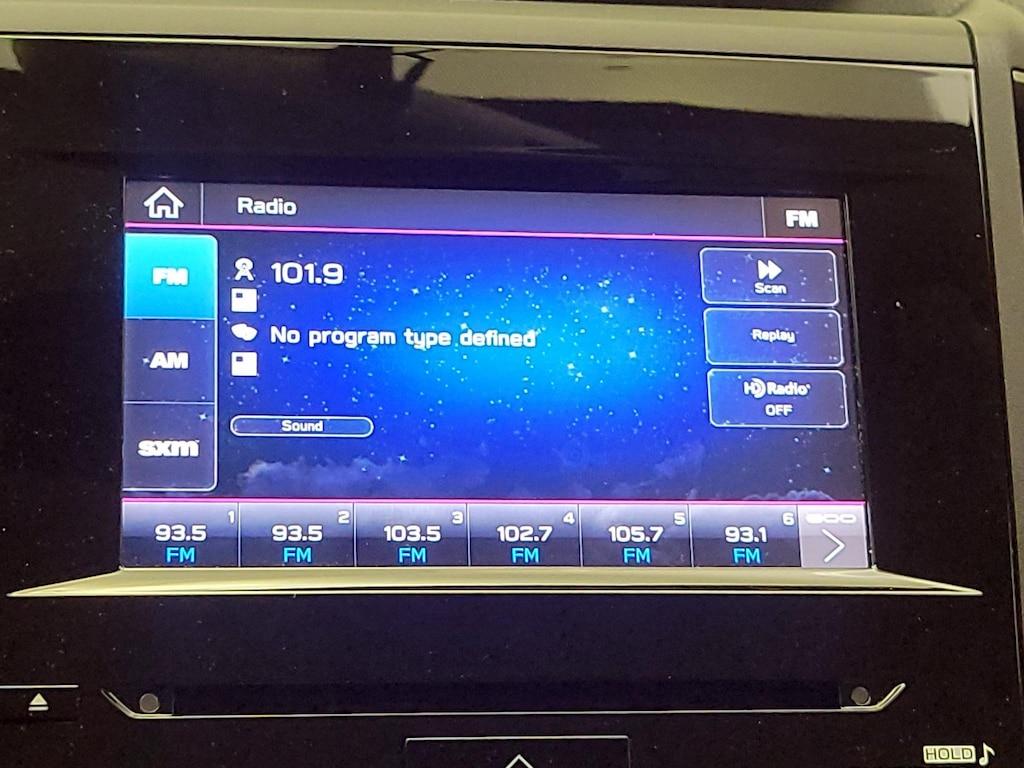 Radio
FM
FM
101.9
Scan
No program type defined
Replay
AM
HD Radio
OFF
Sound
sxm
1
93.5
FM
2
93.5
FM
3
103.5
FM
4
102.7
FM
5
105.7
FM
6
93.1
FM
HOLD